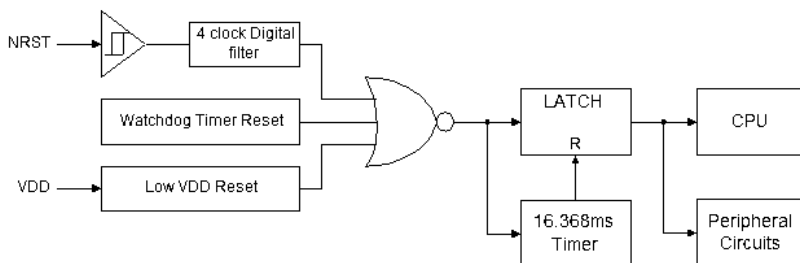 NRST
4 clock Digital
filter
Watchdog Timer Reset
VDD
Low VDD Reset
LATCH
R
16.368ms
Timer
CPU
Peripheral
Circuits